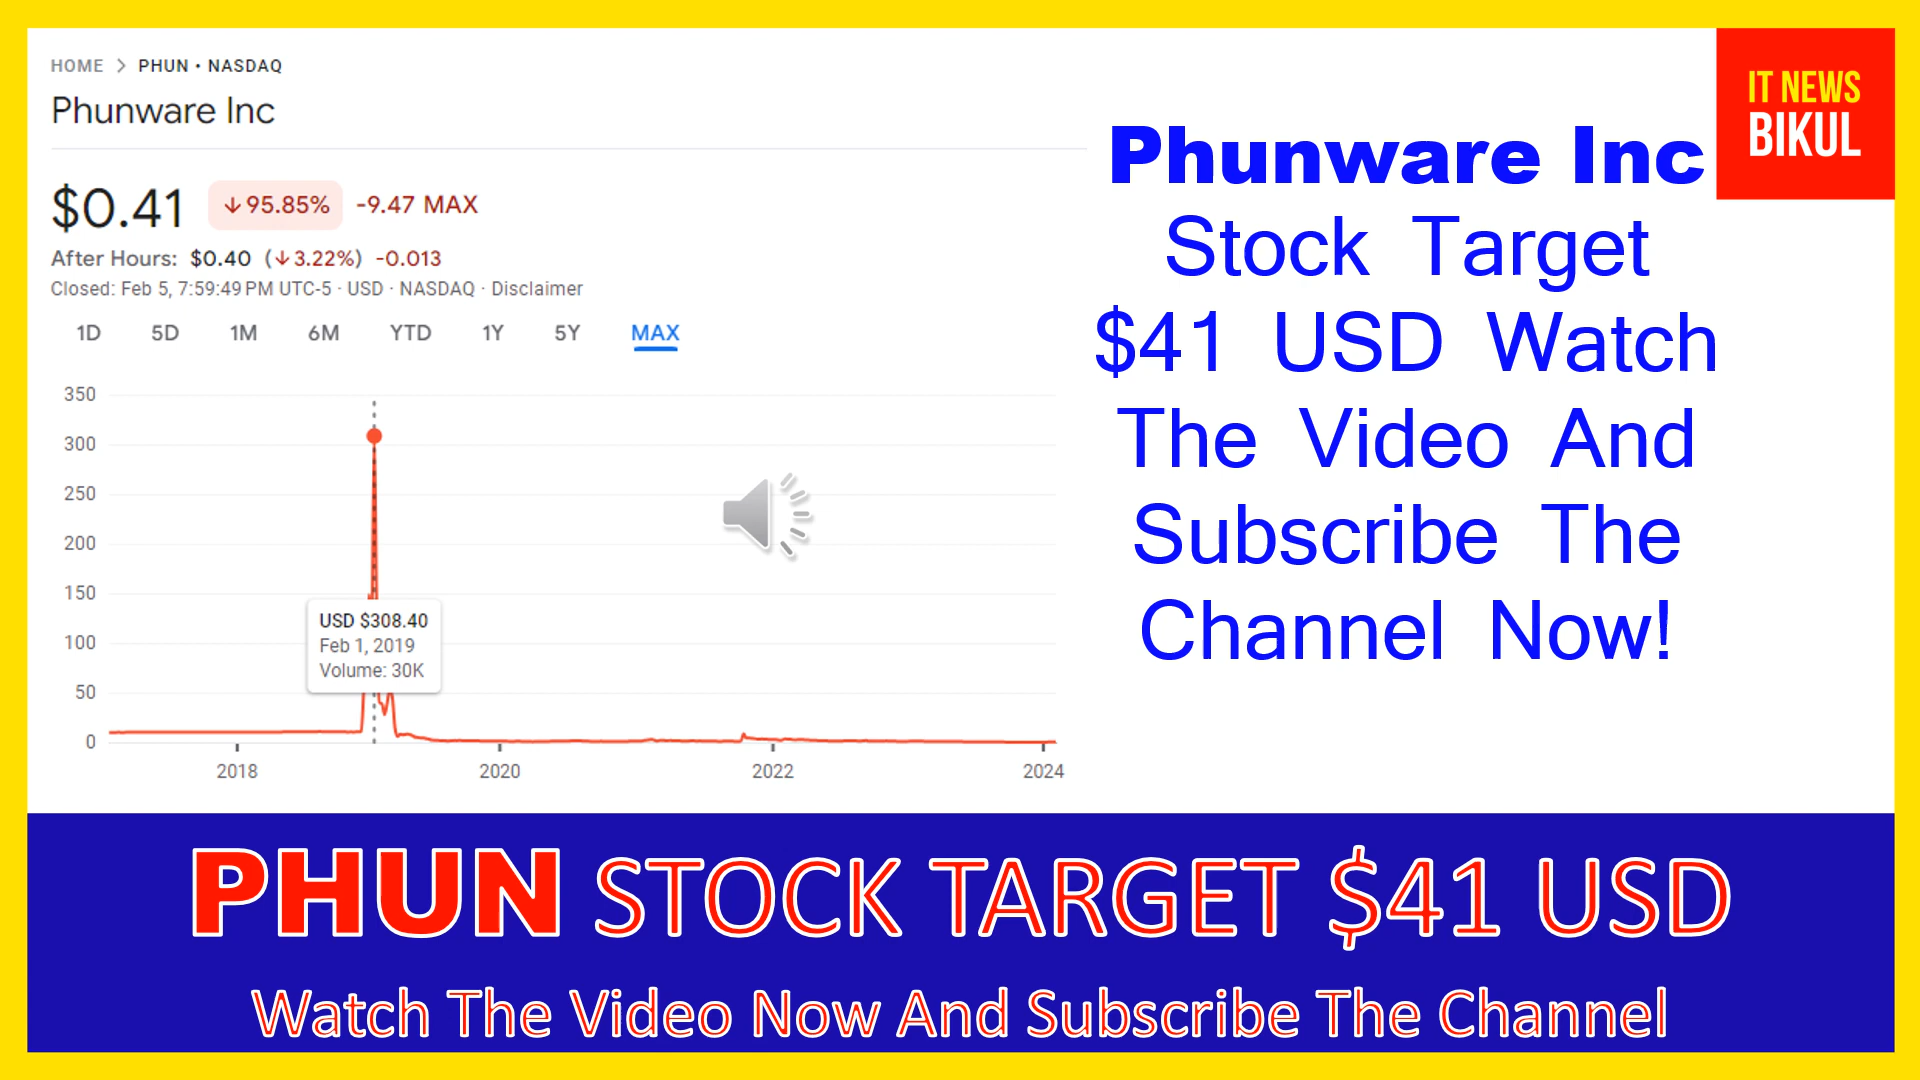 HOME > PHUN • NASDAQ
Phunware Inc
$0.41 ↓95.85% -9.47 MAX
After Hours: $0.40 (↓3.22%) -0.013
Closed: Feb 5, 7:59:49 PM UTC-5 · USD · NASDAQ · Disclaimer
1D 5D 1M 6M YTD 1Y 5Y MAX
350
300
250
200
150
100
50
0
USD $308.40
Feb 1, 2019
Volume: 30K
2018 2020 2022 2024
IT NEWS
BIKUL
Phunware Inc
Stock Target
$41 USD Watch
The Video And
Subscribe The
Channel Now!
PHUN STOCK TARGET $41 USD
Watch The Video Now And Subscribe The Channel